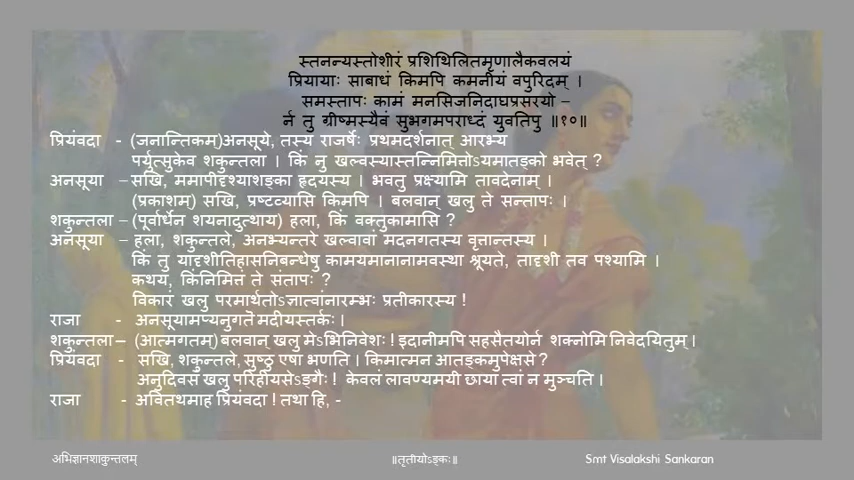 स्तनन्यस्तोशीरं प्रशिथिलितमृणालैकवलयं
प्रियायाः साबाधं किमपि कमनीयं वपुरिदम् ।
समस्तापः कामं मनसिजनिदाघप्रसरयो –
र्न तु ग्रीष्मस्यैवं सुभगमपराध्दं युवतिषु ॥१०॥
प्रियंवदा - (जनान्तिकम्)अनसूये, तस्य राजर्षेः प्रथमदर्शनात् आरभ्य
पर्युत्सुकेव शकुन्तला । किं नु खल्वस्यास्तन्निमित्तोऽयमातङ्को भवेत् ?
अनसूया – सखि, ममापीदृश्याशङ्का हृदयस्य । भवतु प्रक्ष्यामि तावदेनाम् ।
(प्रकाशम्) सखि, प्रष्टव्यासि किमपि । बलवान् खलु ते सन्तापः ।
शकुन्तला – (पूर्वार्धेन शयनादुत्थाय) हला, किं वक्तुकामासि ?
अनसूया – हला, शकुन्तले, अनभ्यन्तरे खल्वावां मदनगतस्य वृत्तान्तस्य ।
किं तु यादृशीतिहासनिबन्धेषु कामयमानानामवस्था श्रूयते, तादृशी तव पश्यामि ।
कथय, किंनिमित्तं ते संतापः ?
विकारं खलु परमार्थतोऽज्ञात्वाનारम्भः प्रतीकारस्य !
राजा - अनसूयामप्यनुगतॆ मदीयस्तर्कः ।
शकुन्तला – (आत्मगतम्) बलवान् खलु मेऽभिनिवेशः ! इदानीमपि सहसैतयोर्न शक्नोमि निवेदयितुम् ।
प्रियंवदा - सखि, शकुन्तले, सुष्ठु एषा भणति । किमात्मन आतङ्कमुपेक्षसे ?
अनुदिवसं खलु परिहीयसेऽङ्गैः ! केवलं लावण्यमयी छाया त्वां न मुञ्चति ।
राजा - अवितथमाह प्रियंवदा ! तथा हि, -
अभिज्ञानशाकुन्तलम् ॥तृतीयोऽङ्कः॥ Smt Visalakshi Sankaran